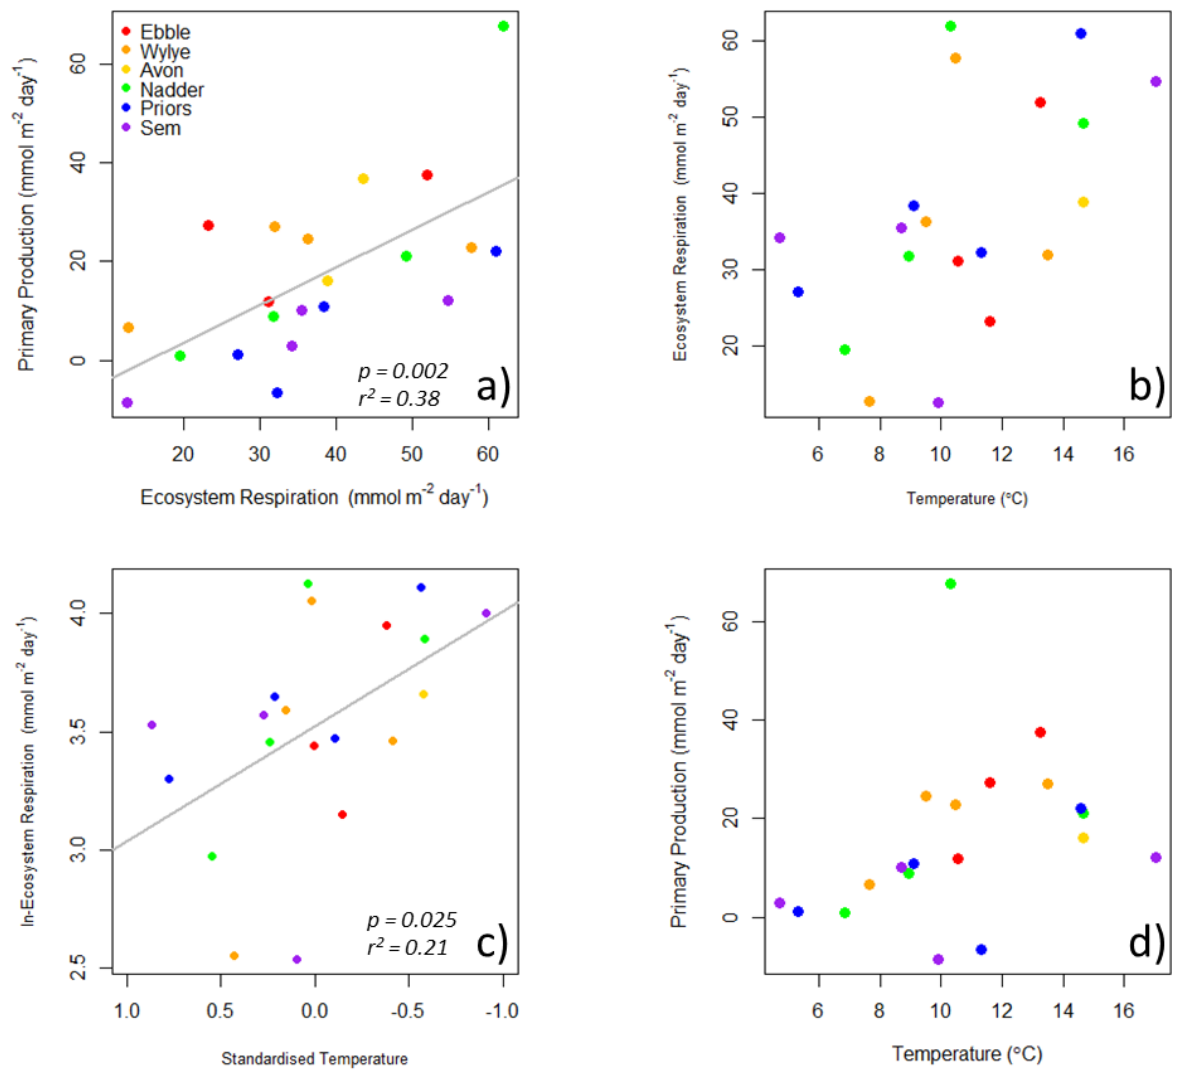 Primary Production (mmol m-2 day-1)
60
40
20
0
Ebble
Wylye
Avon
Nadder
Priors
Sem
p = 0.002
r2 = 0.38
a)
20 30 40 50 60
Ecosystem Respiration (mmol m-2 day-1)
Ecosystem Respiration (mmol m-2 day-1)
60
50
40
30
20
b)
6 8 10 12 14 16
Temperature (°C)
ln-Ecosystem Respiration (mmol m-2 day-1)
4.0
3.5
3.0
2.5
p = 0.025
r2 = 0.21
c)
1.0 0.5 0.0 -0.5 -1.0
Standardised Temperature
Primary Production (mmol m-2 day-1)
60
40
20
0
d)
6 8 10 12 14 16
Temperature (°C)